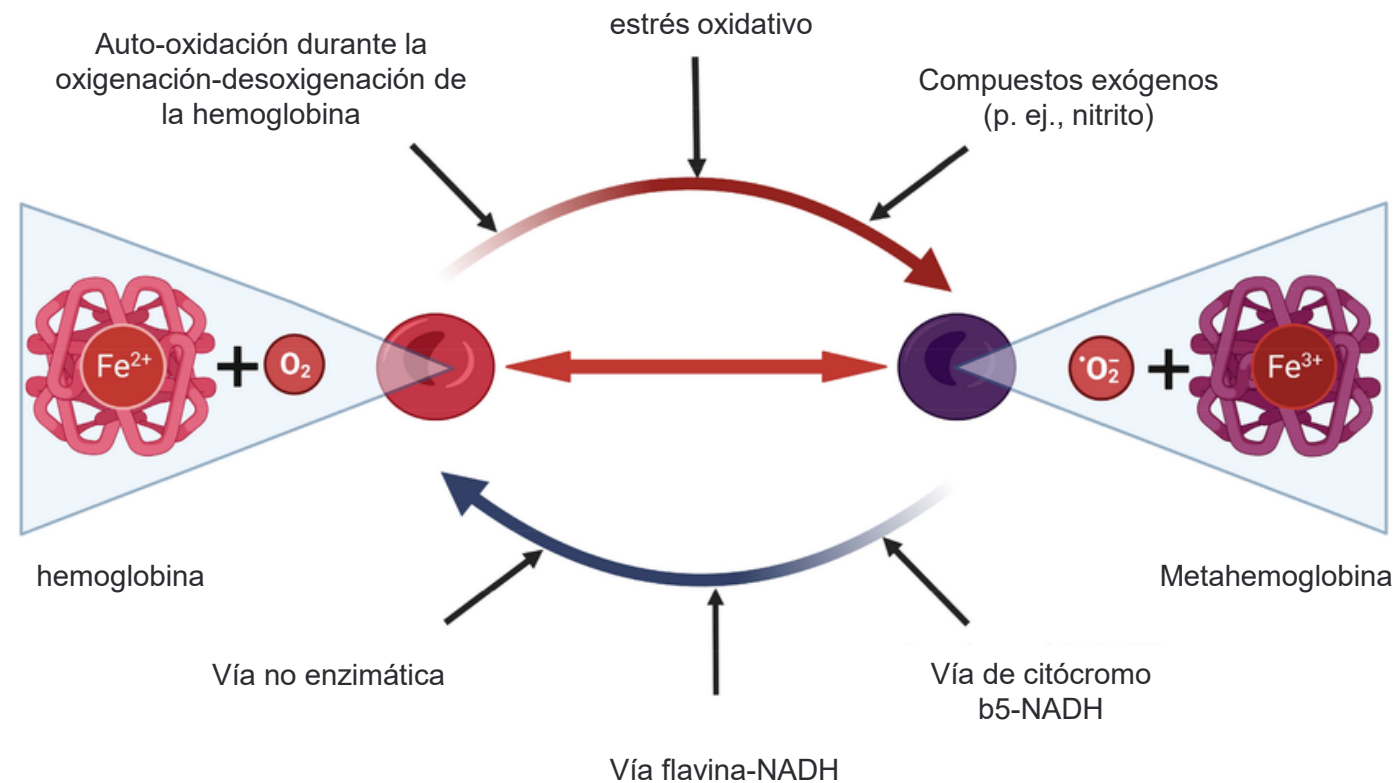 estrés oxidativo
Auto-oxidación durante la
oxigenación-desoxigenación de
la hemoglobina
Compuestos exógenos
(p. ej., nitrito)
Fe²⁺
+
O₂
•O₂⁻
+
Fe³⁺
hemoglobina
Metahemoglobina
Vía no enzimática
Vía de citócromo
b5-NADH
Vía flavina-NADH